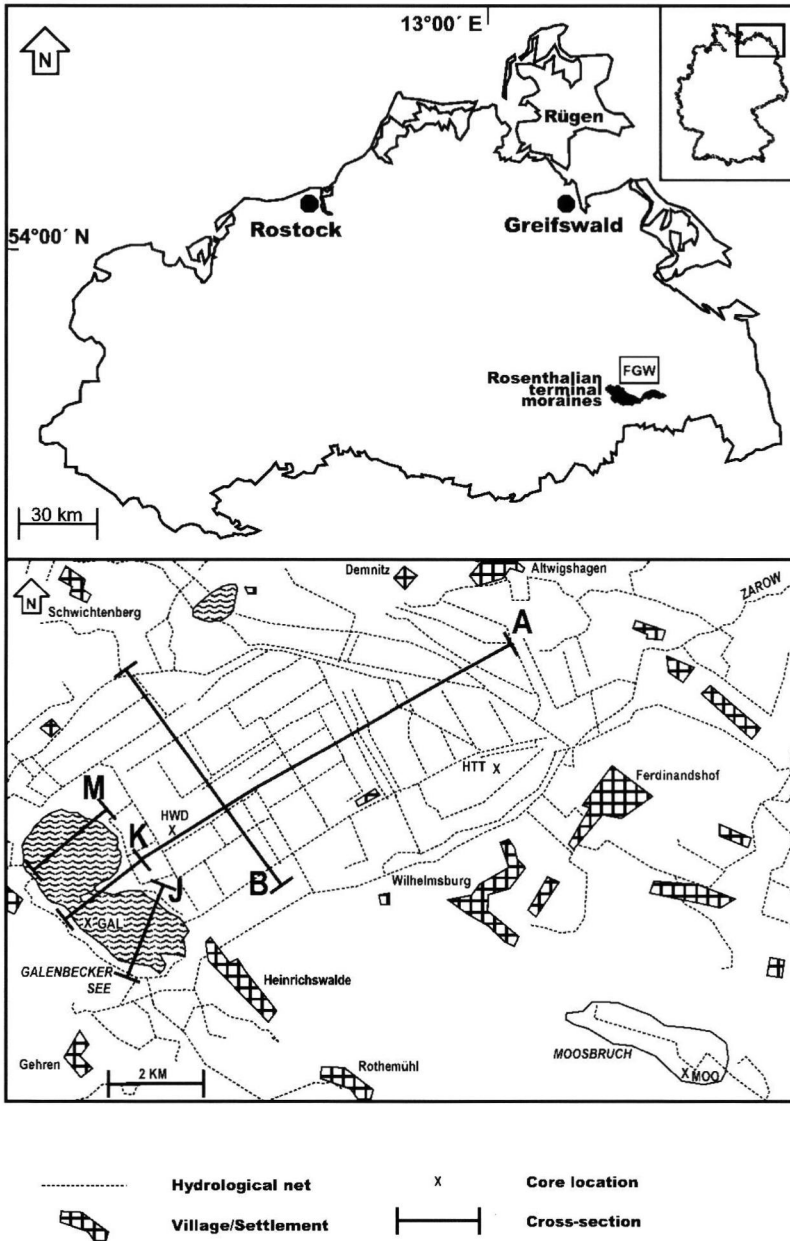 13°00´ E
N
Rügen
Rostock
Greifswald
54°00´ N
FGW
Rosenthalian
terminal
moraines
30 km
N
Schwichtenberg
Demnitz
Altwigshagen
ZAROW
A
HTT X
Ferdinandshof
M
HWD
X
K
J
B
Wilhelmsburg
X GAL
GALENBECKER
SEE
Heinrichswalde
MOOSBRUCH
X MOO
Gehren
2 KM
Rothemühl
Hydrological net
X Core location
Village/Settlement
Cross-section